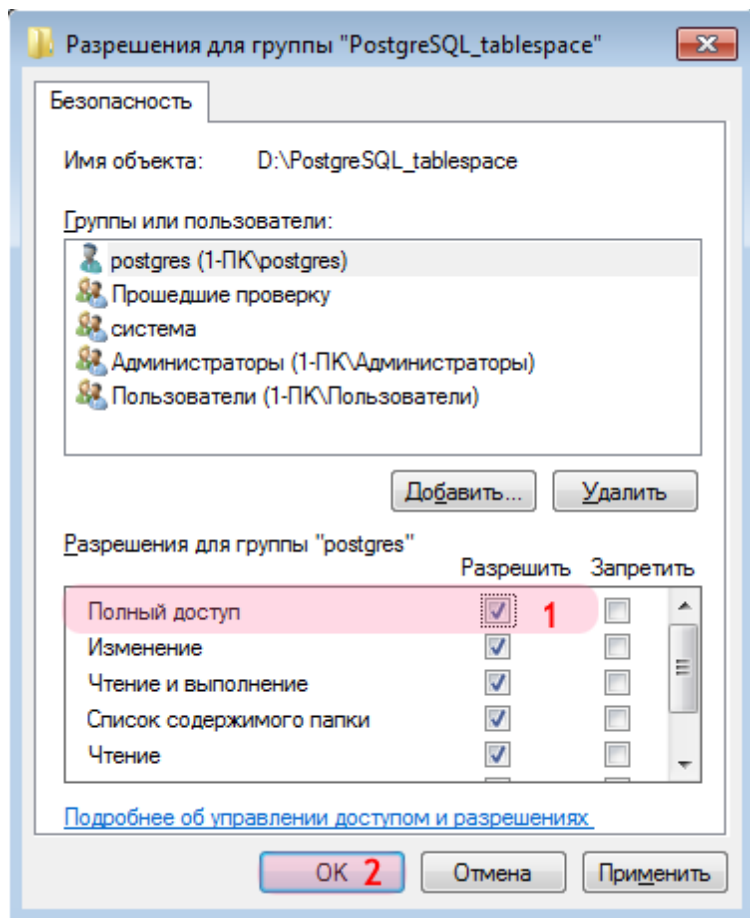 Разрешения для группы "PostgreSQL_tablespace"
Безопасность
Имя объекта: D:\PostgreSQL_tablespace
Группы или пользователи:
postgres (1-ПК\postgres)
Прошедшие проверку
система
Администраторы (1-ПК\Администраторы)
Пользователи (1-ПК\Пользователи)
Добавить... Удалить
Разрешения для группы "postgres"
Разрешить Запретить
Полный доступ 1
Изменение
Чтение и выполнение
Список содержимого папки
Чтение
Подробнее об управлении доступом и разрешениях
ОК 2 Отмена Применить